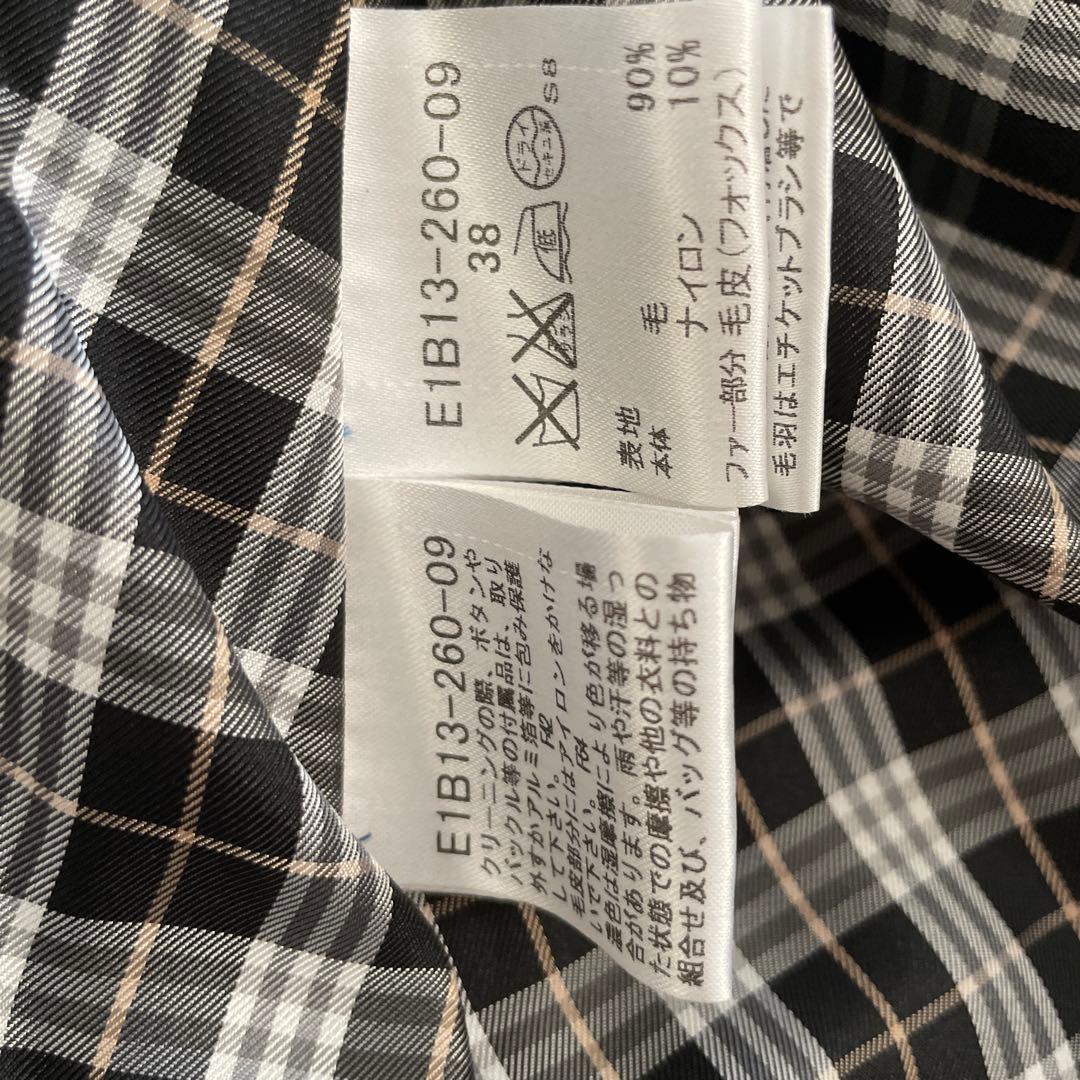 E1B13-260-09
38
低
ドライ
セキユ系
S8
表地
本体
毛 90%
ナイロン 10%
ファー部分 毛皮(フォックス)
毛羽はエチケットブラシ等で
E1B13-260-09
クリーニングの際、ボタンや
バックル等の付属品は、取り
外すかアルミ箔等に包み保護
して下さい。 F42
毛皮部分にはアイロンをかけな
いで下さい。 F64
濃色は湿摩擦により色が移る場
合があります。雨や汗等の湿っ
た状態での摩擦や他の衣料との
組合せ及び、バッグ等の持ち物